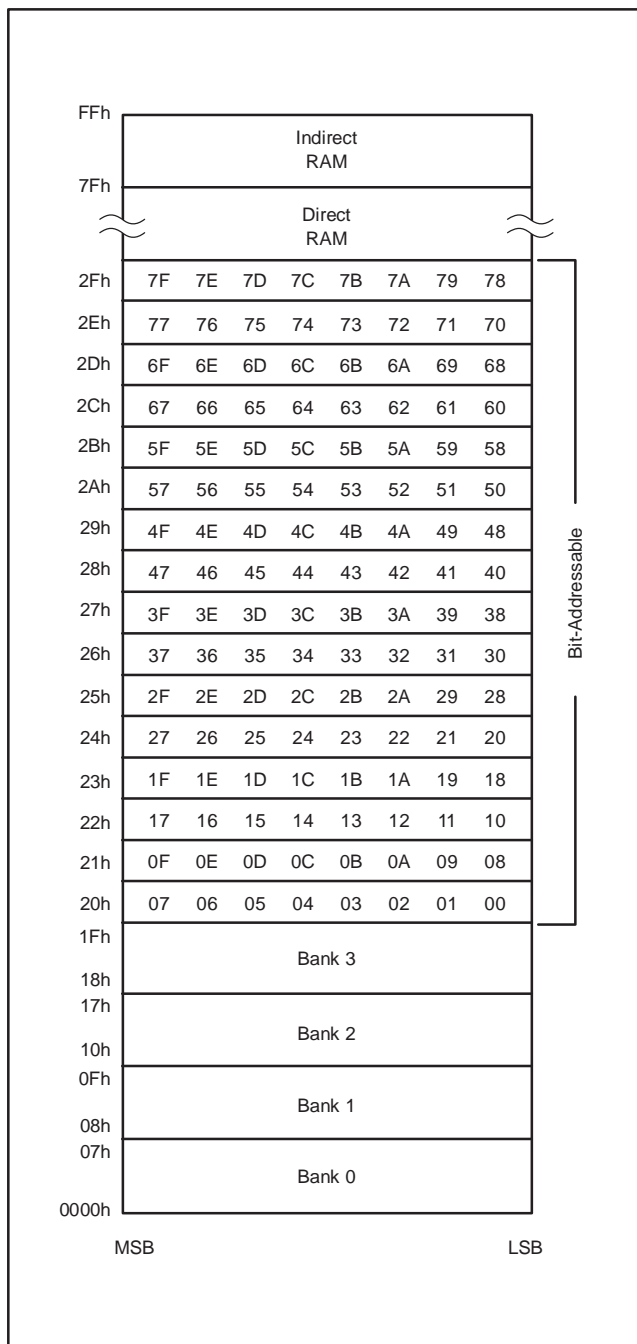 FFh
Indirect
RAM
7Fh
Direct
RAM
2Fh 7F 7E 7D 7C 7B 7A 79 78
2Eh 77 76 75 74 73 72 71 70
2Dh 6F 6E 6D 6C 6B 6A 69 68
2Ch 67 66 65 64 63 62 61 60
2Bh 5F 5E 5D 5C 5B 5A 59 58
2Ah 57 56 55 54 53 52 51 50
29h 4F 4E 4D 4C 4B 4A 49 48
28h 47 46 45 44 43 42 41 40
27h 3F 3E 3D 3C 3B 3A 39 38
26h 37 36 35 34 33 32 31 30
25h 2F 2E 2D 2C 2B 2A 29 28
24h 27 26 25 24 23 22 21 20
23h 1F 1E 1D 1C 1B 1A 19 18
22h 17 16 15 14 13 12 11 10
21h 0F 0E 0D 0C 0B 0A 09 08
20h 07 06 05 04 03 02 01 00
Bit-Addressable
1Fh
Bank 3
18h
17h
Bank 2
10h
0Fh
Bank 1
08h
07h
Bank 0
0000h
MSB LSB